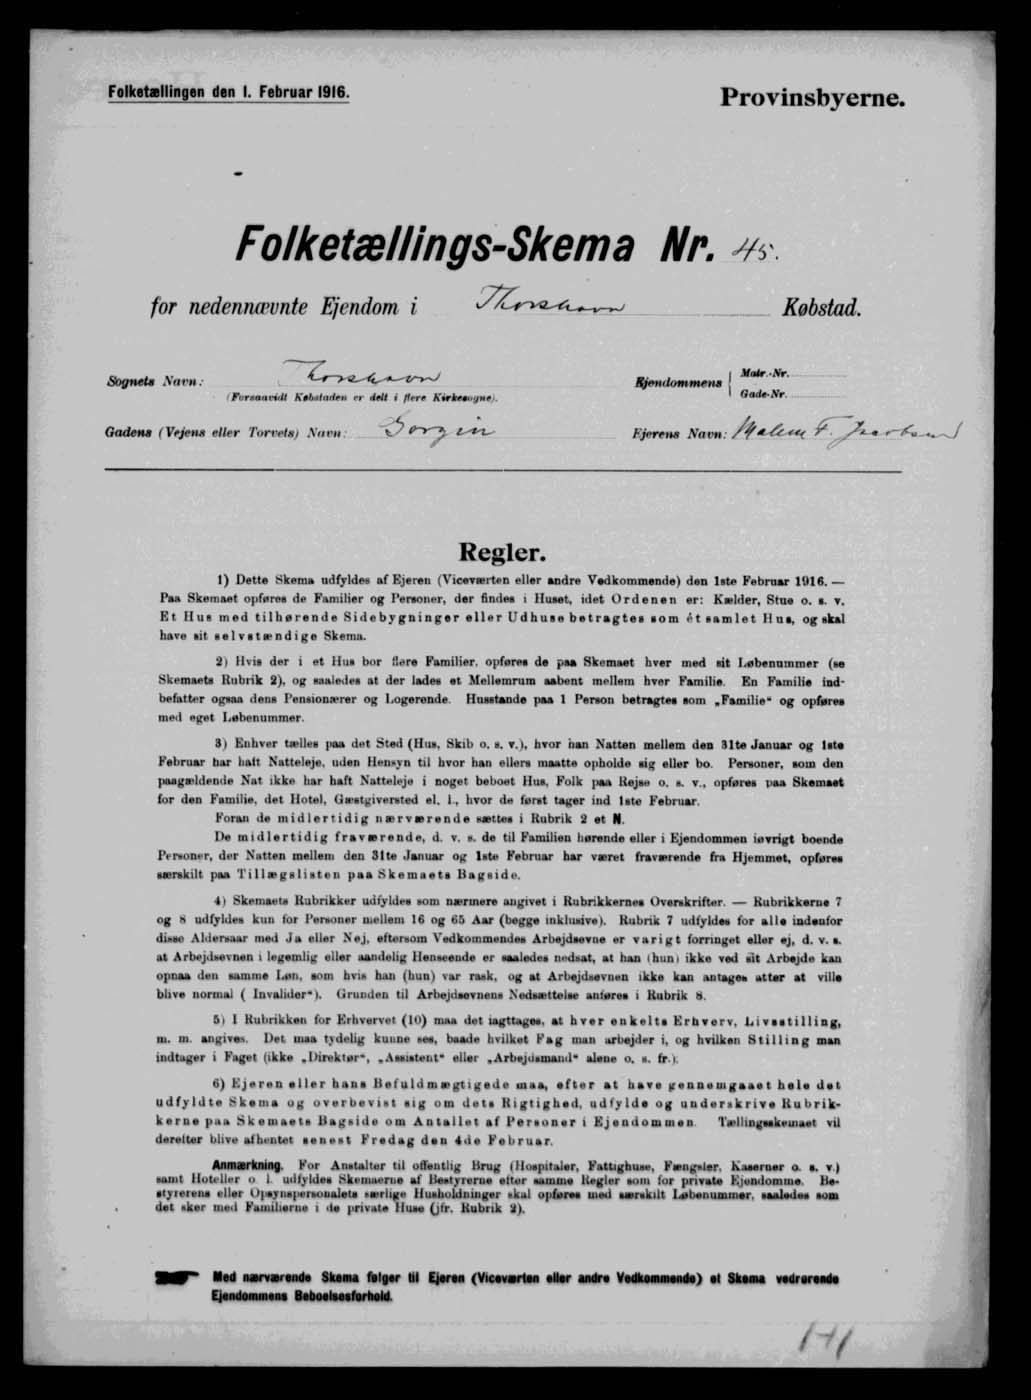 Folketællingen den 1. Februar 1916.
Provinsbyerne.
Folketællings-Skema Nr. 45.
for nedennævnte Ejendom i Thorshavn Købstad.
Sognets Navn: Thorshavn
(Forsaavidt Købstaden er delt i flere Kirkesogne).
Ejendommens
Matr.-Nr.
Gade-Nr.
Gadens (Vejens eller Torvets) Navn: Gorgin
Ejerens Navn: F. Jacobsen
Regler.
1) Dette Skema udfyldes af Ejeren (Viceværten eller andre Vedkommende) den 1ste Februar 1916. —
Paa Skemaet opføres de Familier og Personer, der findes i Huset, idet Ordenen er: Kælder, Stue o. s. v.
Et Hus med tilhørende Sidebygninger eller Udhuse betragtes som ét samlet Hus, og skal
have sit selvstændige Skema.
2) Hvis der i et Hus bor flere Familier, opføres de paa Skemaet hver med sit Løbenummer (se
Skemaets Rubrik 2), og saaledes at der lades et Mellemrum aabent mellem hver Familie. En Familie ind-
befatter ogsaa dens Pensionærer og Logerende. Husstande paa 1 Person betragtes som „Familie“ og opføres
med eget Løbenummer.
3) Enhver tælles paa det Sted (Hus, Skib o. s. v.), hvor han Natten mellem den 31te Januar og 1ste
Februar har haft Natteleje, uden Hensyn til hvor han ellers maatte opholde sig eller bo. Personer, som den
paagældende Nat ikke har haft Natteleje i noget beboet Hus, Folk paa Rejse o. s. v., opføres paa Skemaet
for den Familie, det Hotel, Gæstgiversted el. l., hvor de først tager ind 1ste Februar.
Foran de midlertidig nærværende sættes i Rubrik 2 et N.
De midlertidig fraværende, d. v. s. de til Familien hørende eller i Ejendommen iøvrigt boende
Personer, der Natten mellem den 31te Januar og 1ste Februar har været fraværende fra Hjemmet, opføres
særskilt paa Tillægslisten paa Skemaets Bagside.
4) Skemaets Rubrikker udfyldes som nærmere angivet i Rubrikkernes Overskrifter. — Rubrikkerne 7
og 8 udfyldes kun for Personer mellem 16 og 65 Aar (begge inklusive). Rubrik 7 udfyldes for alle indenfor
disse Aldersaar med Ja eller Nej, eftersom Vedkommendes Arbejdsevne er varigt forringet eller ej, d. v. s.
at Arbejdsevnen i legemlig eller aandelig Henseende er saaledes nedsat, at han (hun) ikke ved sit Arbejde kan
opnaa den samme Løn, som hvis han (hun) var rask, og at Arbejdsevnen ikke kan antages atter at ville
blive normal ( Invalider“). Grunden til Arbejdsevnens Nedsættelse anføres i Rubrik 8.
5) I Rubrikken for Erhvervet (10) maa det iagttages, at hver enkelts Erhverv, Livsstilling,
m. m. angives. Det maa tydelig kunne ses, baade hvilket Fag man arbejder i, og hvilken Stilling man
indtager i Faget (ikke „Direktør“, „Assistent“ eller „Arbejdsmand“ alene o. s. fr.).
6) Ejeren eller hans Befuldmægtigede maa, efter at have gennemgaaet hele det
udfyldte Skema og overbevist sig om dets Rigtighed, udfylde og underskrive Rubrik-
kerne paa Skemaets Bagside om Antallet af Personer i Ejendommen. Tællingsskemaet vil
derefter blive afhentet senest Fredag den 4de Februar.
Anmærkning. For Anstalter til offentlig Brug (Hospitaler, Fattighuse, Fængsler, Kaserner o. s. v.)
samt Hoteller o. l. udfyldes Skemaerne af Bestyrerne efter samme Regler som for private Ejendomme. Be-
styrerens eller Opsynspersonalets særlige Husholdninger skal opføres med særskilt Løbenummer, saaledes som
det sker med Familierne i de private Huse (jfr. Rubrik 2).
Med nærværende Skema følger til Ejeren (Viceværten eller andre Vedkommende) et Skema vedrørende
Ejendommens Beboelsesforhold.